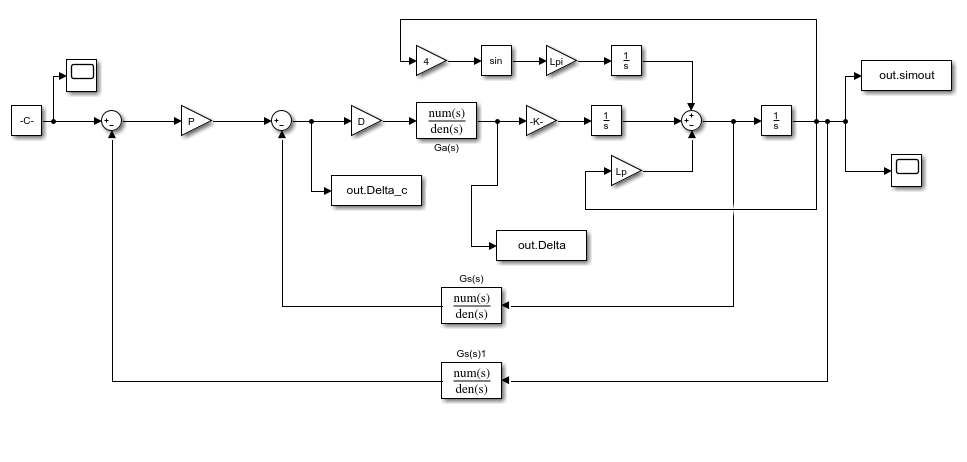 4
sin
Lpi
1
s
out.simout
-C-
+
−
P
+
−
D
num(s)
den(s)
Ga(s)
-K-
1
s
+
+
−
1
s
Lp
out.Delta_c
out.Delta
Gs(s)
num(s)
den(s)
Gs(s)1
num(s)
den(s)